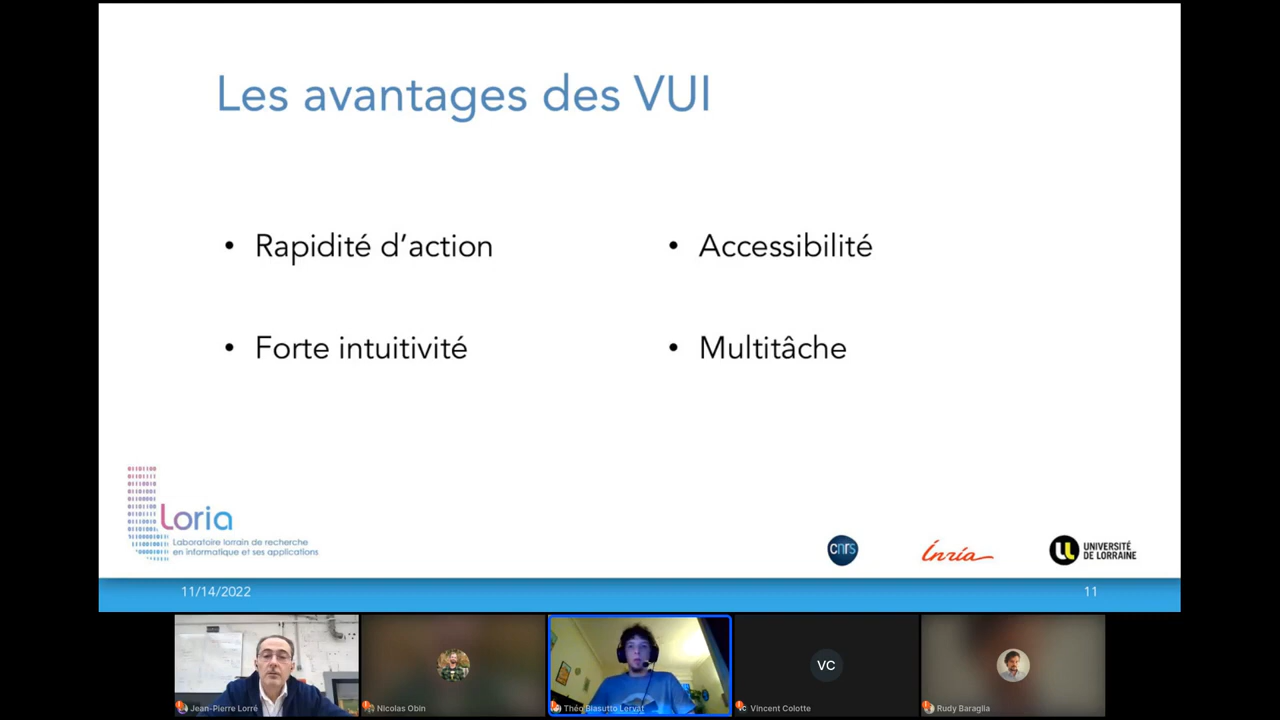 Les avantages des VUI
• Rapidité d’action
• Forte intuitivité
• Accessibilité
• Multitâche
Loria
Laboratoire lorrain de recherche
en informatique et ses applications
cnrs
Inria
UNIVERSITÉ
DE LORRAINE
11/14/2022
11
VC
Jean-Pierre Lorré
Nicolas Obin
Théo Biasutto Lervat
Vincent Colotte
Rudy Baraglia